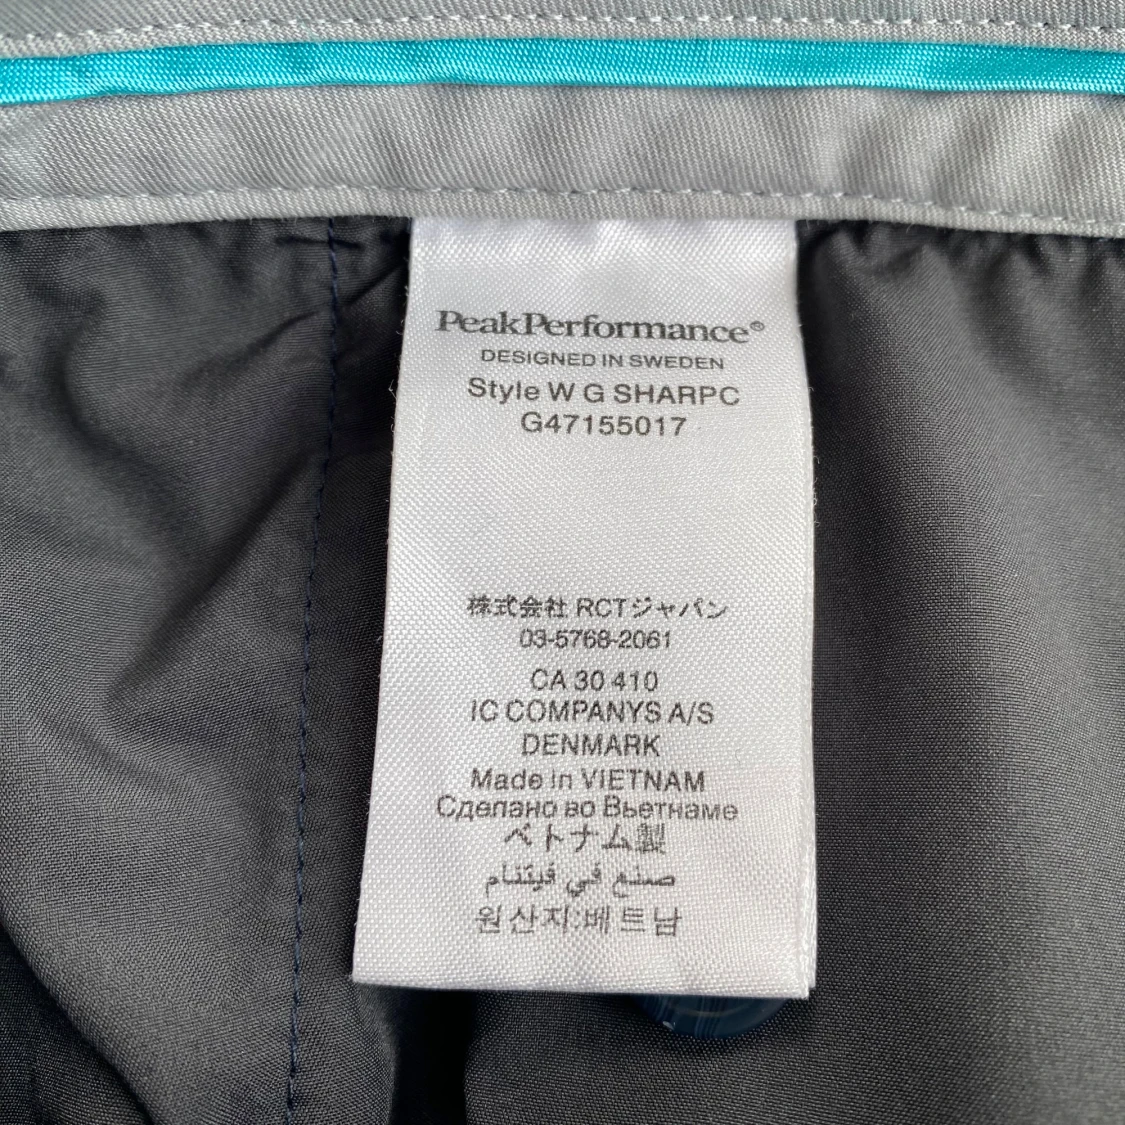 PeakPerformance®
DESIGNED IN SWEDEN
Style W G SHARPC
G47155017
株式会社 RCTジャパン
03-5768-2061
CA 30 410
IC COMPANYS A/S
DENMARK
Made in VIETNAM
Сделано во Вьетнаме
ベトナム製
صنع في فيتنام
원산지:베트남